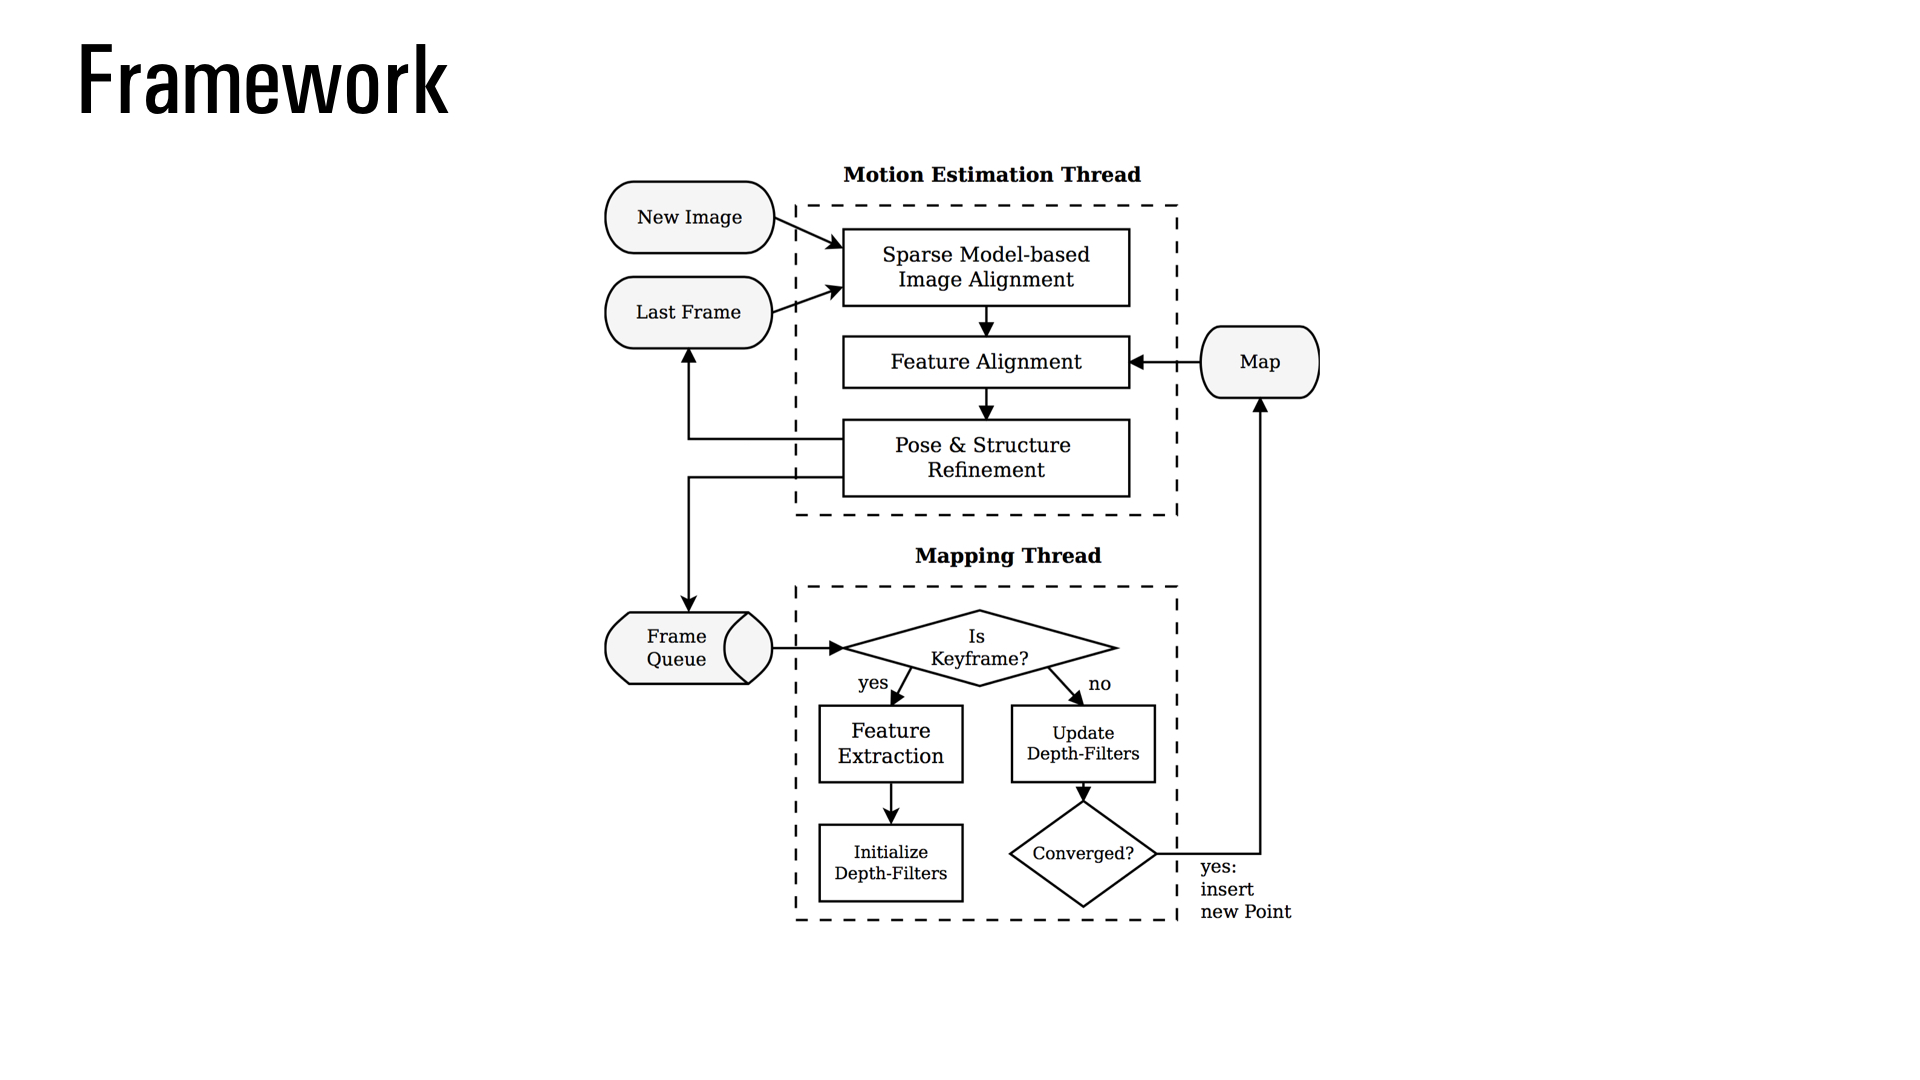 Framework
Motion Estimation Thread
New Image
Sparse Model-based
Image Alignment
Last Frame
Feature Alignment
Map
Pose & Structure
Refinement
Mapping Thread
Frame
Queue
Is
Keyframe?
yes
no
Feature
Extraction
Update
Depth-Filters
Initialize
Depth-Filters
Converged?
yes:
insert
new Point